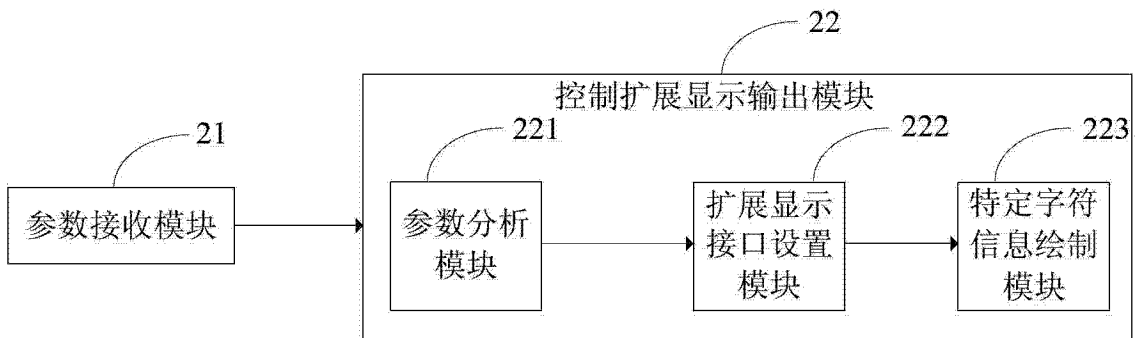 22
控制扩展显示输出模块
21
221
222
223
参数接收模块
参数分析
模块
扩展显示
接口设置
模块
特定字符
信息绘制
模块